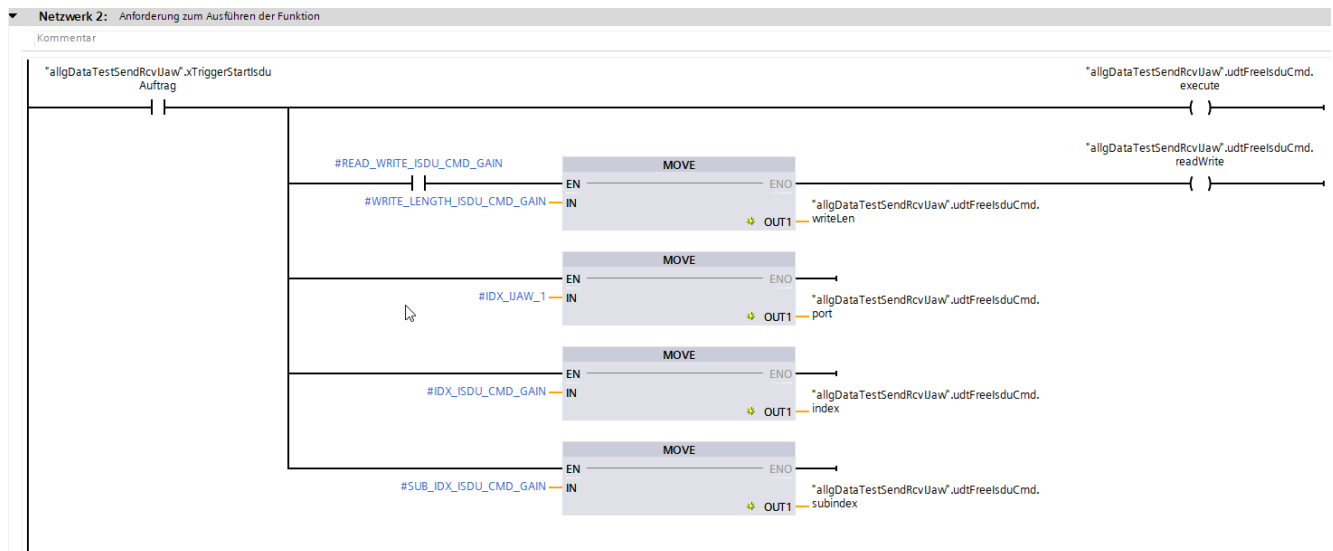 Netzwerk 2: Anforderung zum Ausführen der Funktion
Kommentar
"allgDataTestSendRcvIJaw".xTriggerStartIsdu
Auftrag
"allgDataTestSendRcvIJaw".udtFreeIsduCmd.
execute
#READ_WRITE_ISDU_CMD_GAIN
MOVE
"allgDataTestSendRcvIJaw".udtFreeIsduCmd.
readWrite
EN ENO
#WRITE_LENGTH_ISDU_CMD_GAIN IN
OUT1
"allgDataTestSendRcvIJaw".udtFreeIsduCmd.
writeLen
MOVE
EN ENO
#IDX_IJAW_1 IN
OUT1
"allgDataTestSendRcvIJaw".udtFreeIsduCmd.
port
MOVE
EN ENO
#IDX_ISDU_CMD_GAIN IN
OUT1
"allgDataTestSendRcvIJaw".udtFreeIsduCmd.
index
MOVE
EN ENO
#SUB_IDX_ISDU_CMD_GAIN IN
OUT1
"allgDataTestSendRcvIJaw".udtFreeIsduCmd.
subindex